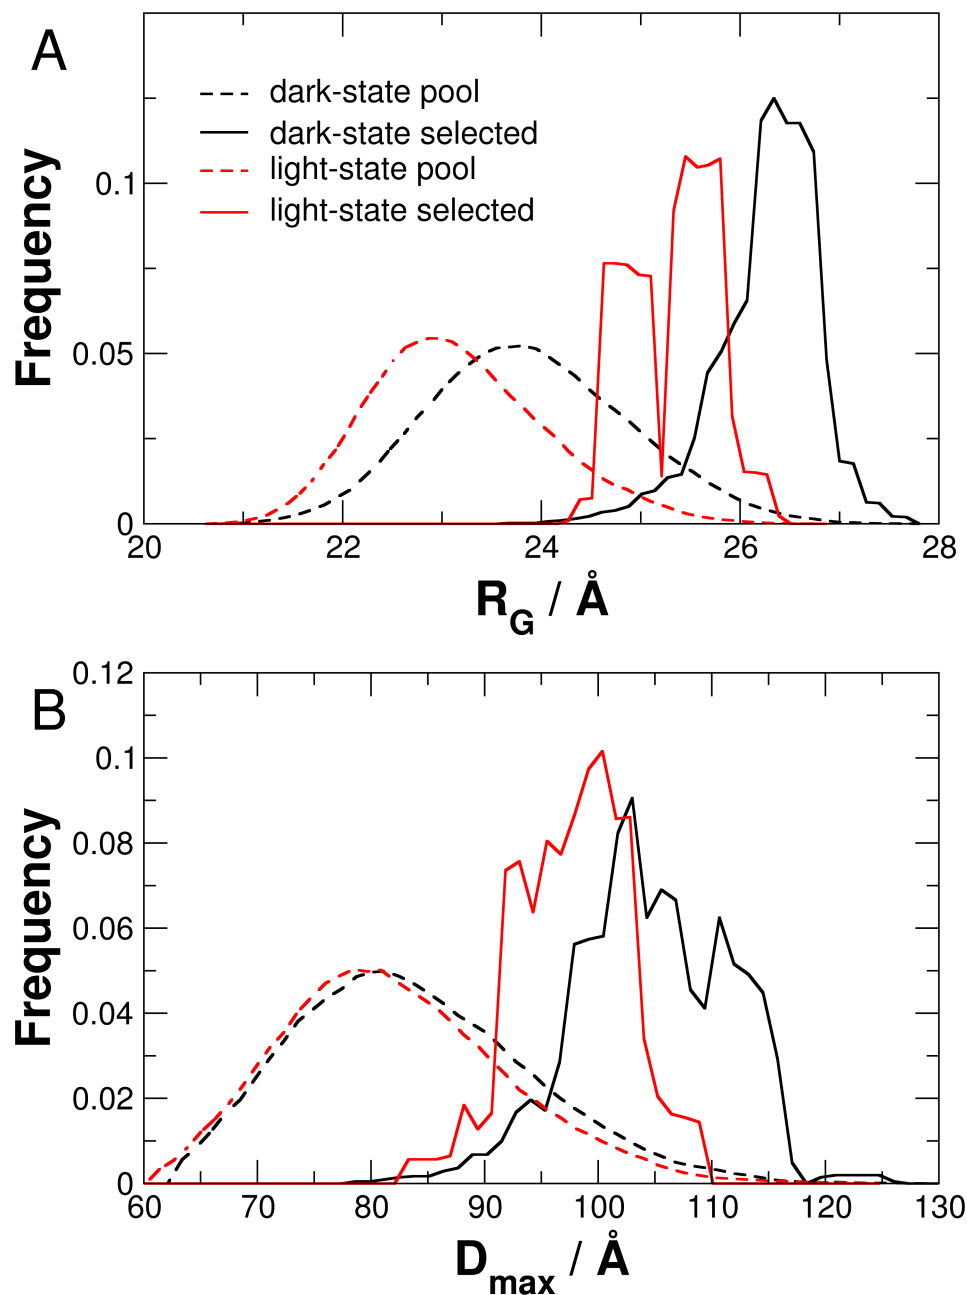 A
dark-state pool
dark-state selected
light-state pool
light-state selected
Frequency
0.1
0.05
0
20 22 24 26 28
R_G / Å
B
Frequency
0.12
0.1
0.08
0.06
0.04
0.02
0
60 70 80 90 100 110 120 130
D_max / Å